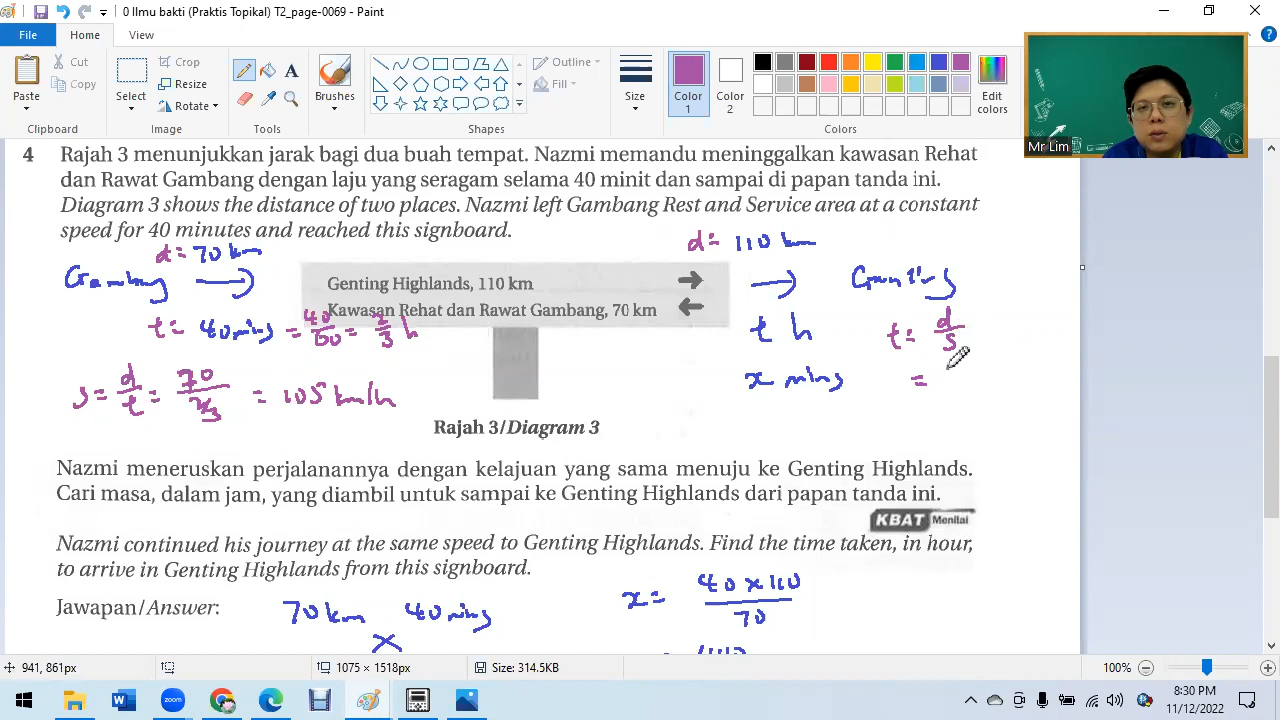 0 Ilmu bakti (Praktis Topikal) T2_page-0069 - Paint
File Home View
Paste Cut Copy Clipboard
Select Crop Resize Rotate Image
Tools A
Brushes
Outline Fill Shapes
Size
Color 1 Color 2 Edit colors Colors
Mr Lim
4 Rajah 3 menunjukkan jarak bagi dua buah tempat. Nazmi memandu meninggalkan kawasan Rehat
dan Rawat Gambang dengan laju yang seragam selama 40 minit dan sampai di papan tanda ini.
Diagram 3 shows the distance of two places. Nazmi left Gambang Rest and Service area at a constant
speed for 40 minutes and reached this signboard.
d = 70 km
d = 110 km
Gambang →
Genting Highlands, 110 km →
→ Genting
Kawasan Rehat dan Rawat Gambang, 70 km ←
t = 40 mins = 40/60 = 2/3 h
t h
t = d/s
s = d/t = 70/(2/3) = 105 km/h
x mins
=
Rajah 3/Diagram 3
Nazmi meneruskan perjalanannya dengan kelajuan yang sama menuju ke Genting Highlands.
Cari masa, dalam jam, yang diambil untuk sampai ke Genting Highlands dari papan tanda ini.
KBAT Menilai
Nazmi continued his journey at the same speed to Genting Highlands. Find the time taken, in hour,
to arrive in Genting Highlands from this signboard.
Jawapan/Answer:
70 km 40 mins
x = 40 × 110 / 70
941, 861px 1075 × 1518px Size: 314.5KB 100%
zoom
8:30 PM
11/12/2022